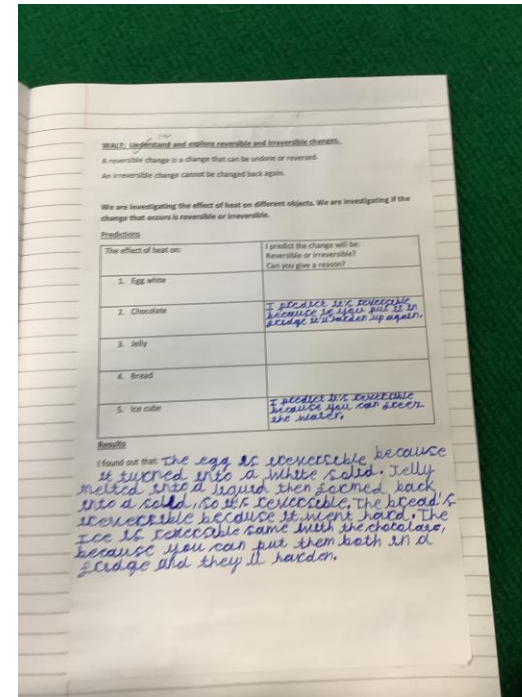 WALT: Understand and explore reversible and irreversible changes.
A reversible change is a change that can be undone or reversed.
An irreversible change cannot be changed back again.
We are investigating the effect of heat on different objects. We are investigating if the
change that occurs is reversible or irreversible.
Predictions
The effect of heat on:
I predict the change will be:
Reversible or irreversible?
Can you give a reason?
1. Egg white
2. Chocolate
I predict it's reversible
because if you put it in
fridge it'll harden up again.
3. Jelly
4. Bread
5. Ice cube
I predict it's reversible
because you can freez
the water.
Results
I found out that: The egg is ireversible because
it turned into a white solid. Jelly
melted into a liquid then formed back
into a solid, so it's reversible. The bread's
ireversible because it went hard. The
Ice is reversible same with the chocolate,
because you can put them both in a
fridge and they'll harden.